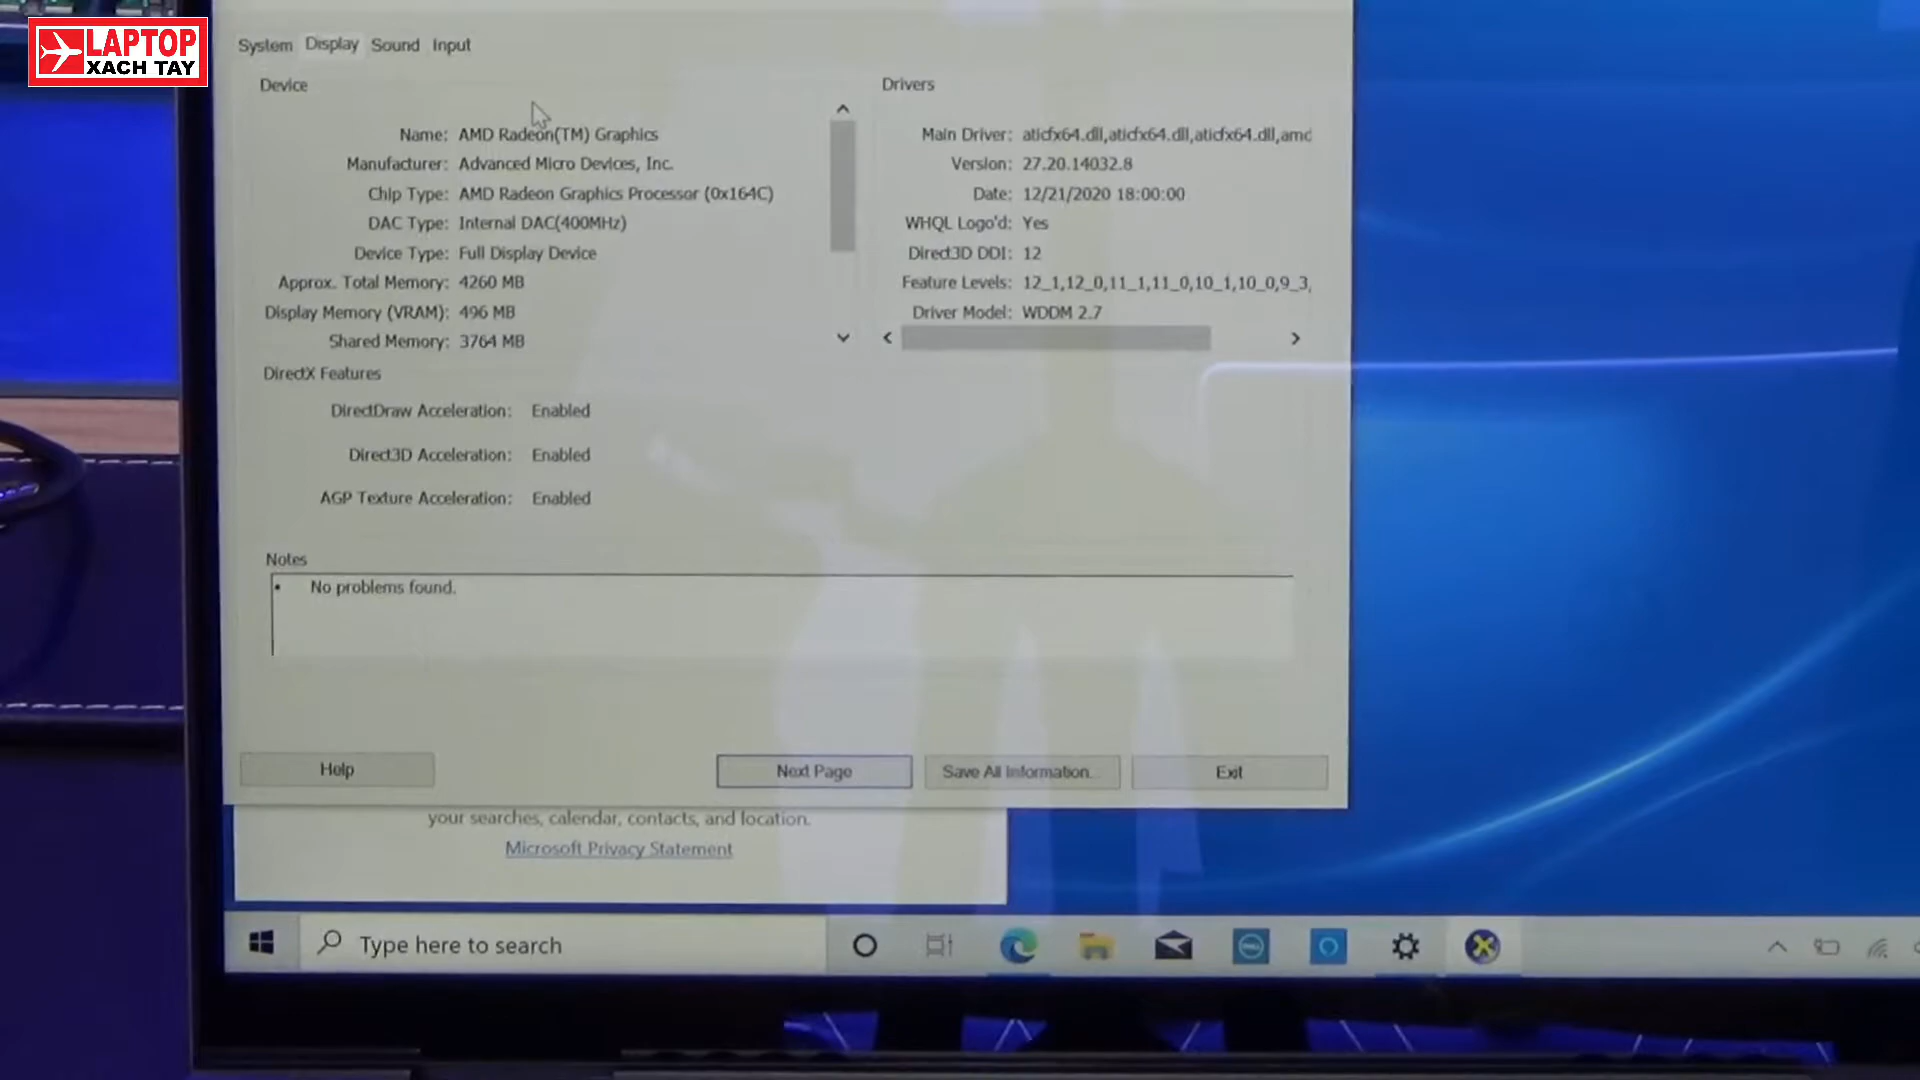 LAPTOP
XACH TAY
System Display Sound Input
Device
Name: AMD Radeon(TM) Graphics
Manufacturer: Advanced Micro Devices, Inc.
Chip Type: AMD Radeon Graphics Processor (0x164C)
DAC Type: Internal DAC(400MHz)
Device Type: Full Display Device
Approx. Total Memory: 4260 MB
Display Memory (VRAM): 496 MB
Shared Memory: 3764 MB
Drivers
Main Driver: aticfx64.dll,aticfx64.dll,aticfx64.dll,amd
Version: 27.20.14032.8
Date: 12/21/2020 18:00:00
WHQL Logo'd: Yes
Direct3D DDI: 12
Feature Levels: 12_1,12_0,11_1,11_0,10_1,10_0,9_3,
Driver Model: WDDM 2.7
DirectX Features
DirectDraw Acceleration: Enabled
Direct3D Acceleration: Enabled
AGP Texture Acceleration: Enabled
Notes
• No problems found.
Help Next Page Save All Information... Exit
your searches, calendar, contacts, and location.
Microsoft Privacy Statement
Type here to search
DELL